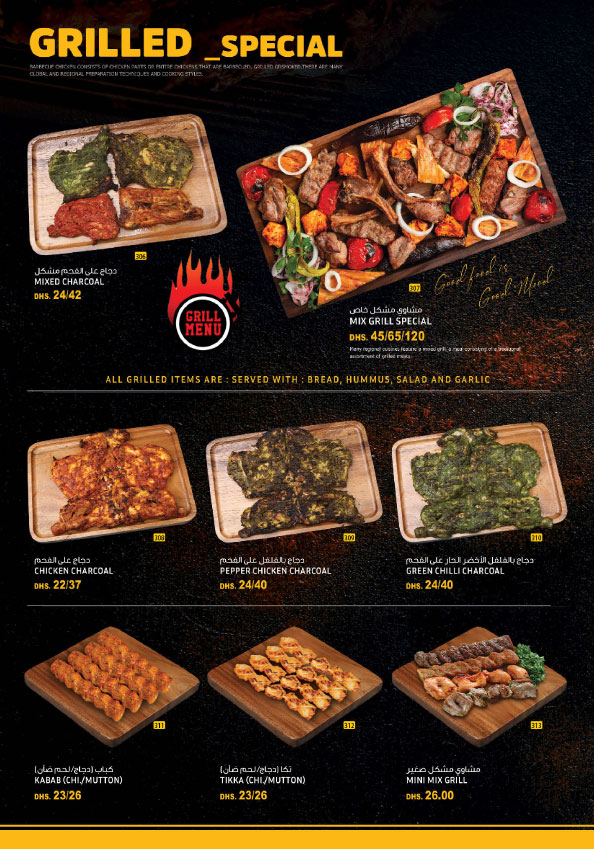 GRILLED _SPECIAL
BARBECUE CHICKEN CONSISTS OF CHICKEN PARTS OR ENTIRE CHICKENS THAT ARE BARBECUED, GRILLED ORSMOKED.THERE ARE MANY
GLOBAL AND REGIONAL PREPARATION TECHNIQUES AND COOKING STYLES.
306
دجاج على الفحم مشكل
MIXED CHARCOAL
DHS. 24/42
GRILL
MENU
307
Good food is
Good Mood
مشاوي مشكل خاص
MIX GRILL SPECIAL
DHS. 45/65/120
Many regional cuisines feature a mixed grill, a meal consisting of a traditional
assortment of grilled meats
ALL GRILLED ITEMS ARE : SERVED WITH : BREAD, HUMMUS, SALAD AND GARLIC
308
دجاج على الفحم
CHICKEN CHARCOAL
DHS. 22/37
309
دجاج بالفلفل على الفحم
PEPPER CHICKEN CHARCOAL
DHS. 24/40
310
دجاج بالفلفل الأخضر الحار على الفحم
GREEN CHILLI CHARCOAL
DHS. 24/40
311
كباب (دجاج/لحم ضأن)
KABAB (CHI./MUTTON)
DHS. 23/26
312
تكا (دجاج/لحم ضأن)
TIKKA (CHI./MUTTON)
DHS. 23/26
313
مشاوي مشكل صغير
MINI MIX GRILL
DHS. 26.00